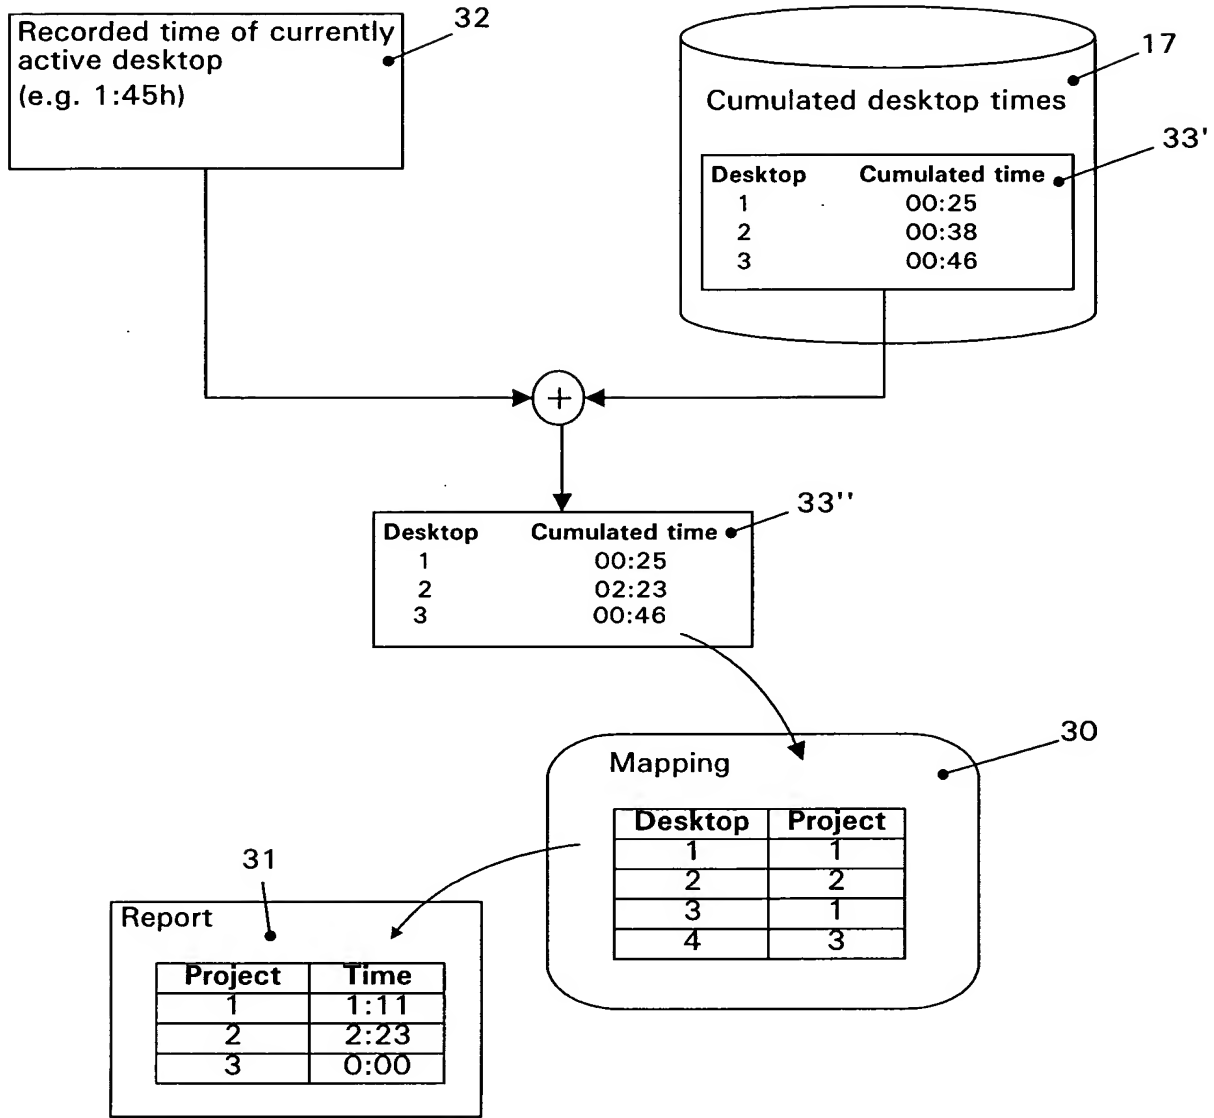 Recorded time of currently
active desktop
(e.g. 1:45h)
32
17
Cumulated desktop times
33'
Desktop Cumulated time
1 00:25
2 00:38
3 00:46
+
33''
Desktop Cumulated time
1 00:25
2 02:23
3 00:46
30
Mapping
Desktop Project
1 1
2 2
3 1
4 3
31
Report
Project Time
1 1:11
2 2:23
3 0:00